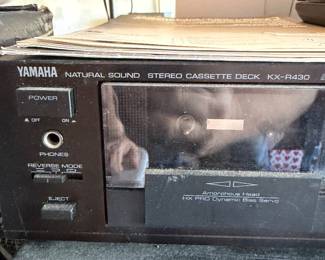 YAMAHA NATURAL SOUND STEREO CASSETTE DECK KX-R430
POWER
OFF ON
PHONES
REVERSE MODE
EJECT
Amorphous Head
HX PRO Dynamic Bias Servo